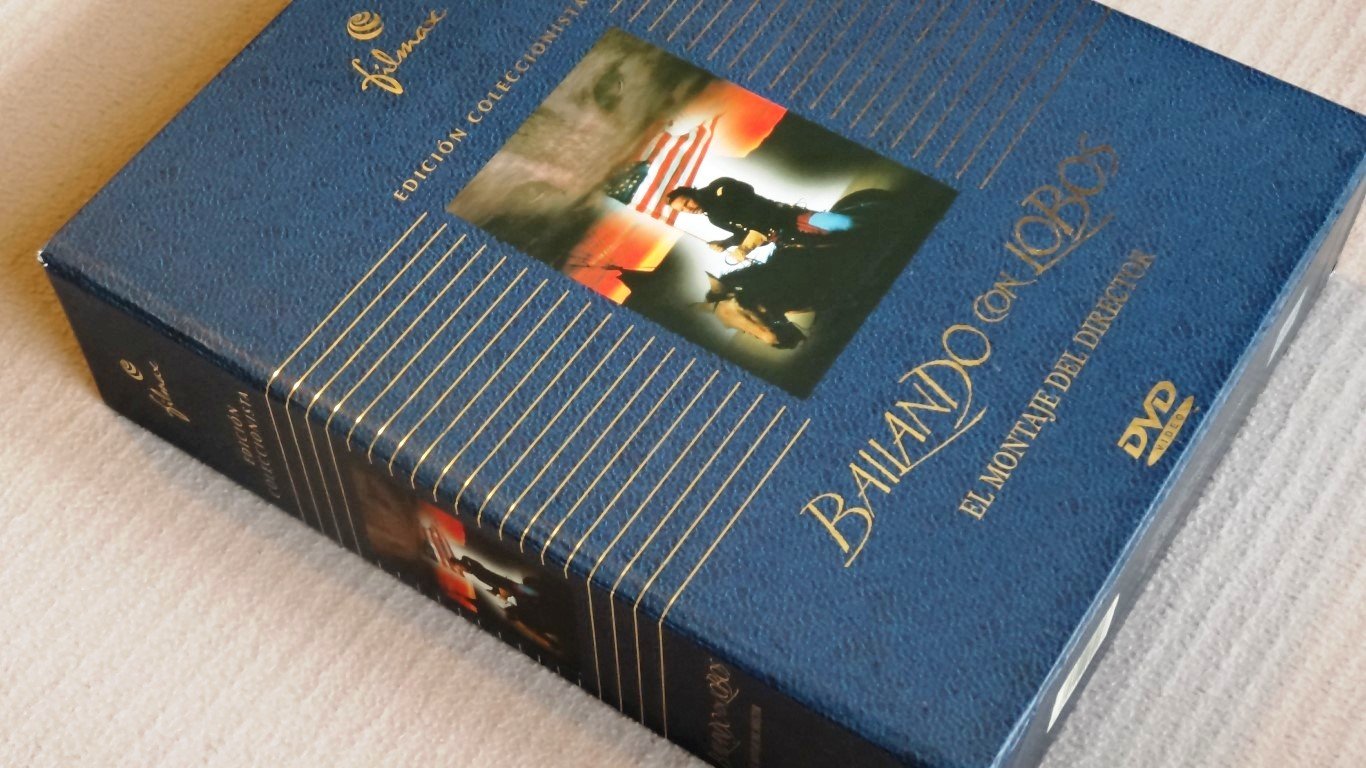 filmax
EDICIÓN COLECCIONISTA
BAILANDO CON LOBOS
EL MONTAJE DEL DIRECTOR
DVD
VIDEO
filmax
EDICIÓN
COLECCIONISTA